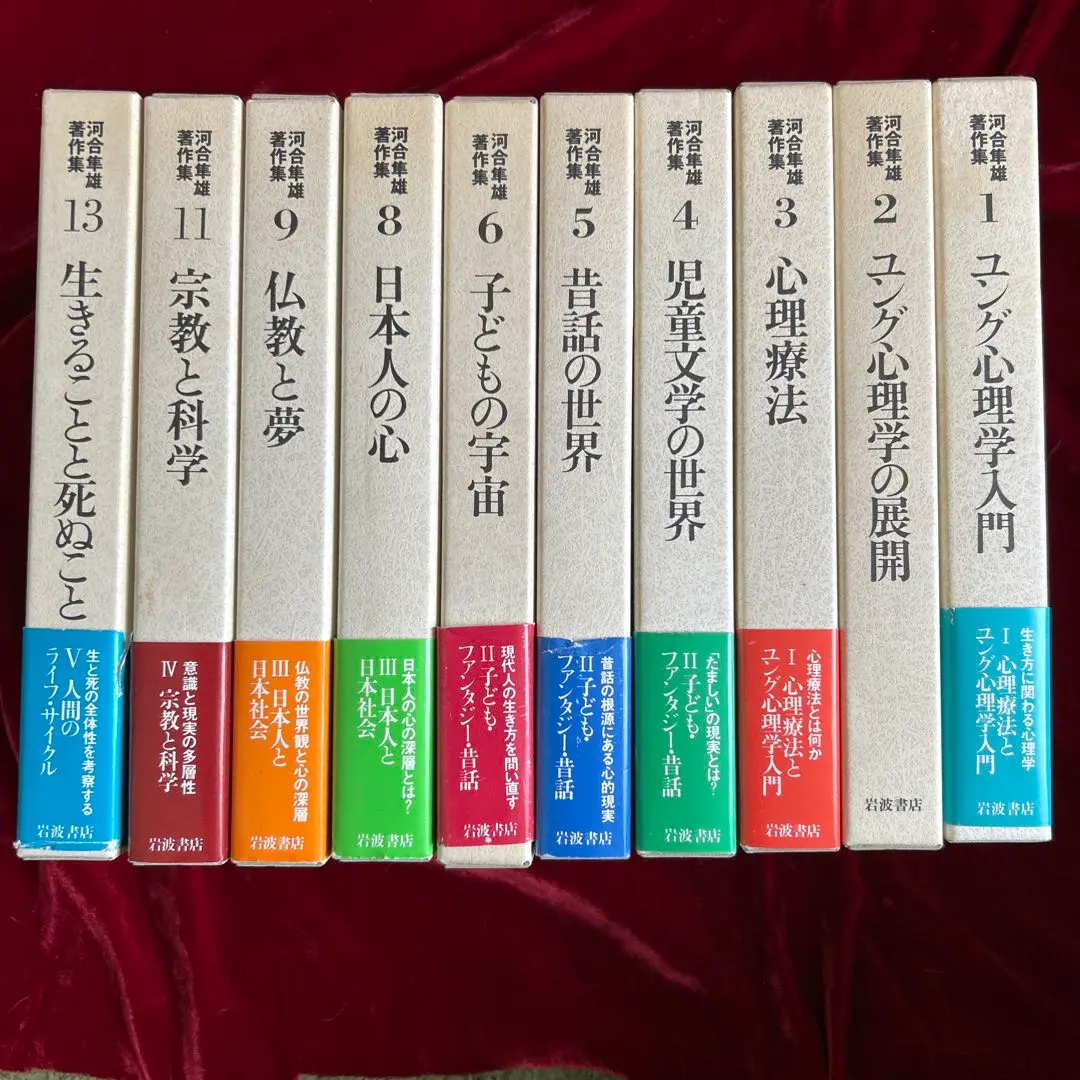 河合隼雄
著作集
1
ユング心理学入門
生き方に関わる心理学
Ⅰ 心理療法と
ユング心理学入門
岩波書店
河合隼雄
著作集
2
ユング心理学の展開
岩波書店
河合隼雄
著作集
3
心理療法
心理療法とは何か
Ⅰ 心理療法と
ユング心理学入門
岩波書店
河合隼雄
著作集
4
児童文学の世界
「たましい」の現実とは?
Ⅱ 子ども・
ファンタジー・昔話
岩波書店
河合隼雄
著作集
5
昔話の世界
昔話の根源にある心的現実
Ⅱ 子ども・
ファンタジー・昔話
岩波書店
河合隼雄
著作集
6
子どもの宇宙
現代人の生き方を問い直す
Ⅱ 子ども・
ファンタジー・昔話
岩波書店
河合隼雄
著作集
8
日本人の心
日本人の心の深層とは?
Ⅲ 日本人と
日本社会
岩波書店
河合隼雄
著作集
9
仏教と夢
仏教の世界観と心の深層
Ⅲ 日本人と
日本社会
岩波書店
河合隼雄
著作集
11
宗教と科学
意識と現実の多層性
Ⅳ 宗教と科学
岩波書店
河合隼雄
著作集
13
生きることと死ぬこと
生と死の全体性を考察する
Ⅴ 人間の
ライフ・サイクル
岩波書店